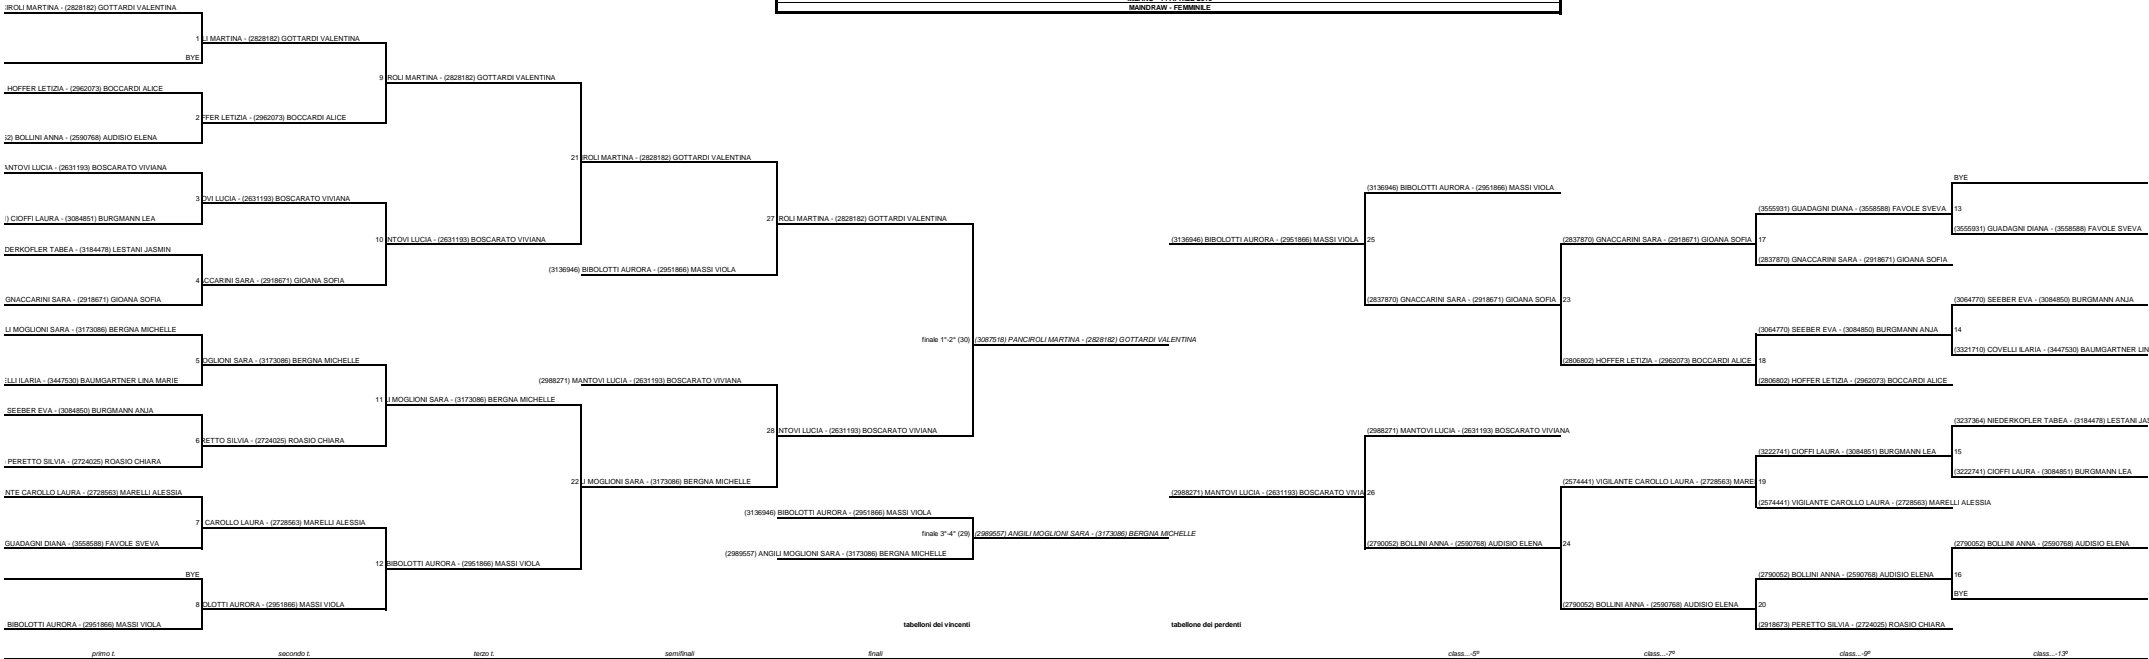 MAINDRAW - FEMMINILE
IROLI MARTINA - (2828182) GOTTARDI VALENTINA
1 LI MARTINA - (2828182) GOTTARDI VALENTINA
BYE
9 ROLI MARTINA - (2828182) GOTTARDI VALENTINA
HOFFER LETIZIA - (2962073) BOCCARDI ALICE
2 FFER LETIZIA - (2962073) BOCCARDI ALICE
52) BOLLINI ANNA - (2590768) AUDISIO ELENA
21 ROLI MARTINA - (2828182) GOTTARDI VALENTINA
ANTOVI LUCIA - (2631193) BOSCARATO VIVIANA
3 OVI LUCIA - (2631193) BOSCARATO VIVIANA
) CIOFFI LAURA - (3084851) BURGMANN LEA
27 ROLI MARTINA - (2828182) GOTTARDI VALENTINA
10 NTOVI LUCIA - (2631193) BOSCARATO VIVIANA
DERKOFLER TABEA - (3184478) LESTANI JASMIN
(3136946) BIBOLOTTI AURORA - (2951866) MASSI VIOLA
4 CCARINI SARA - (2918671) GIOANA SOFIA
GNACCARINI SARA - (2918671) GIOANA SOFIA
LI MOGLIONI SARA - (3173086) BERGNA MICHELLE
finale 1°-2° (30) (3087518) PANCIROLI MARTINA - (2828182) GOTTARDI VALENTINA
5 OGLIONI SARA - (3173086) BERGNA MICHELLE
ELLI ILARIA - (3447530) BAUMGARTNER LINA MARIE
(2988271) MANTOVI LUCIA - (2631193) BOSCARATO VIVIANA
11 I MOGLIONI SARA - (3173086) BERGNA MICHELLE
SEEBER EVA - (3084850) BURGMANN ANJA
28 NTOVI LUCIA - (2631193) BOSCARATO VIVIANA
6 RETTO SILVIA - (2724025) ROASIO CHIARA
PERETTO SILVIA - (2724025) ROASIO CHIARA
22 I MOGLIONI SARA - (3173086) BERGNA MICHELLE
NTE CAROLLO LAURA - (2728563) MARELLI ALESSIA
(3136946) BIBOLOTTI AURORA - (2951866) MASSI VIOLA
7 CAROLLO LAURA - (2728563) MARELLI ALESSIA
finale 3°-4° (29) (2989557) ANGILI MOGLIONI SARA - (3173086) BERGNA MICHELLE
GUADAGNI DIANA - (3558588) FAVOLE SVEVA
(2989557) ANGILI MOGLIONI SARA - (3173086) BERGNA MICHELLE
12 BIBOLOTTI AURORA - (2951866) MASSI VIOLA
BYE
8 OLOTTI AURORA - (2951866) MASSI VIOLA
BIBOLOTTI AURORA - (2951866) MASSI VIOLA
(3136946) BIBOLOTTI AURORA - (2951866) MASSI VIOLA
BYE
(3555931) GUADAGNI DIANA - (3558588) FAVOLE SVEVA 13
(3555931) GUADAGNI DIANA - (3558588) FAVOLE SVEVA
(3136946) BIBOLOTTI AURORA - (2951866) MASSI VIOLA 25
(2837870) GNACCARINI SARA - (2918671) GIOANA SOFIA 17
(2837870) GNACCARINI SARA - (2918671) GIOANA SOFIA
(2837870) GNACCARINI SARA - (2918671) GIOANA SOFIA 23
(3064770) SEEBER EVA - (3084850) BURGMANN ANJA
(3064770) SEEBER EVA - (3084850) BURGMANN ANJA 14
(3321710) COVELLI ILARIA - (3447530) BAUMGARTNER LIN
(2806802) HOFFER LETIZIA - (2962073) BOCCARDI ALICE 18
(2806802) HOFFER LETIZIA - (2962073) BOCCARDI ALICE
(2988271) MANTOVI LUCIA - (2631193) BOSCARATO VIVIANA
(3237364) NIEDERKOFLER TABEA - (3184478) LESTANI JAS
(3222741) CIOFFI LAURA - (3084851) BURGMANN LEA 15
(3222741) CIOFFI LAURA - (3084851) BURGMANN LEA
(2988271) MANTOVI LUCIA - (2631193) BOSCARATO VIVIA 26
(2574441) VIGILANTE CAROLLO LAURA - (2728563) MARE 19
(2574441) VIGILANTE CAROLLO LAURA - (2728563) MARELLI ALESSIA
(2790052) BOLLINI ANNA - (2590768) AUDISIO ELENA 24
(2790052) BOLLINI ANNA - (2590768) AUDISIO ELENA
(2790052) BOLLINI ANNA - (2590768) AUDISIO ELENA 16
BYE
(2790052) BOLLINI ANNA - (2590768) AUDISIO ELENA 20
(2918673) PERETTO SILVIA - (2724025) ROASIO CHIARA
tabelloni dei vincenti
tabellone dei perdenti
primo t. secondo t. terzo t. semifinali finali class...-5º class...-7º class...-9º class...-13º